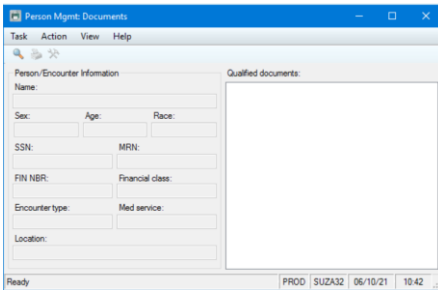 Person Mgmt: Documents
Task Action View Help
Person/Encounter Information
Qualified documents:
Name:
Sex: Age: Race:
SSN: MRN:
FIN NBR: Financial class:
Encounter type: Med service:
Location:
Ready PROD SUZA32 06/10/21 10:42